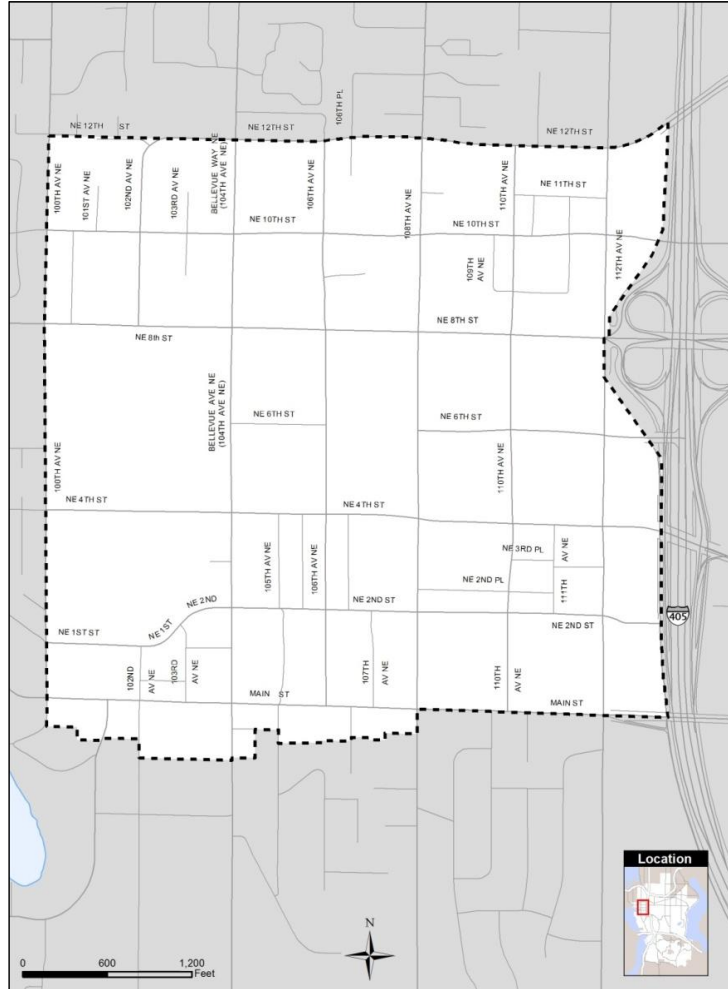 106TH PL
NE 12TH ST
NE 12TH ST
NE 12TH ST
100TH AV NE
101ST AV NE
102ND AV NE
103RD AV NE
BELLEVUE WAY NE
(104TH AVE NE)
106TH AV NE
108TH AV NE
110TH AV NE
NE 11TH ST
112TH AV NE
NE 10TH ST
NE 10TH ST
109TH
AV NE
NE 8th ST
NE 8TH ST
BELLEVUE AVE NE
(104TH AVE NE)
NE 6TH ST
NE 6TH ST
100TH AV NE
110TH AV NE
NE 4TH ST
NE 4TH ST
105TH AV NE
106TH AV NE
NE 3RD PL
AV NE
111TH
NE 2ND PL
NE 2ND
NE 2ND ST
NE 1ST
NE 1ST ST
NE 2ND ST
405
102ND
AV NE
103RD
AV NE
107TH
AV NE
110TH
AV NE
MAIN ST
MAIN ST
Location
N
0 600 1,200
Feet